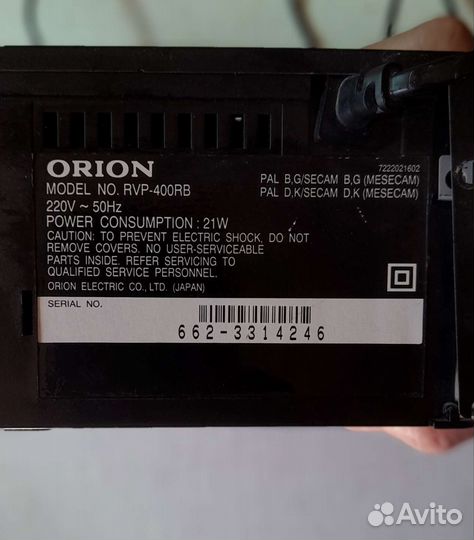 ORION
7222021602
MODEL NO. RVP-400RB
PAL B,G/SECAM B,G (MESECAM)
220V ~ 50Hz
PAL D,K/SECAM D,K (MESECAM)
POWER CONSUMPTION : 21W
CAUTION: TO PREVENT ELECTRIC SHOCK, DO NOT
REMOVE COVERS. NO USER-SERVICEABLE
PARTS INSIDE. REFER SERVICING TO
QUALIFIED SERVICE PERSONNEL.
ORION ELECTRIC CO., LTD. (JAPAN)
SERIAL NO.
662-3314246
Avito